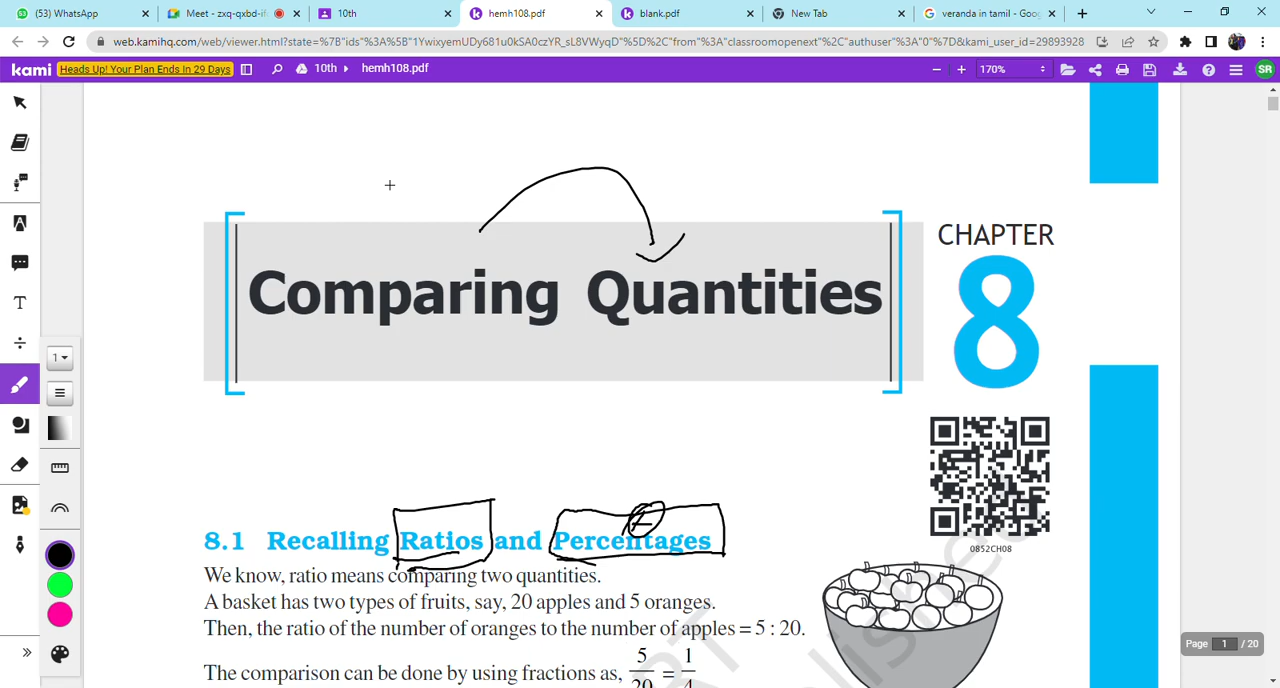 (53) WhatsApp
Meet - zxq-qxbd-if
10th
hemh108.pdf
blank.pdf
New Tab
veranda in tamil - Goo
web.kamihq.com/web/viewer.html?state=%7B"ids"%3A%5B"1YwixyemUDy681u0kSA0czYR_sL8VWyqD"%5D%2C"from"%3A"classroomopenext"%2C"authuser"%3A"0"%7D&kami_user_id=29893928
kami Heads Up! Your Plan Ends In 29 Days 10th hemh108.pdf 170% SR
1
Comparing Quantities
CHAPTER
8
0852CH08
8.1 Recalling Ratios and Percentages
We know, ratio means comparing two quantities.
A basket has two types of fruits, say, 20 apples and 5 oranges.
Then, the ratio of the number of oranges to the number of apples = 5 : 20.
The comparison can be done by using fractions as, 5/20 = 1/4
Page 1 / 20